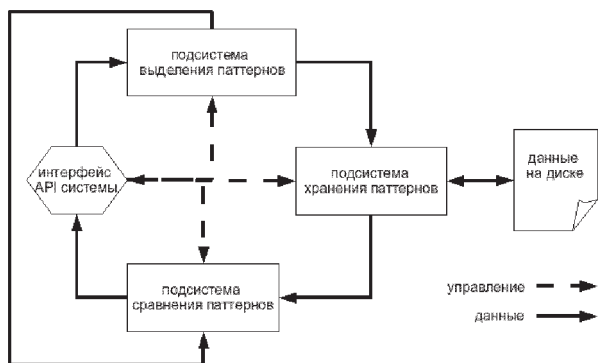 подсистема
выделения паттернов
интерфейс
API системы
подсистема
хранения паттернов
данные
на диске
подсистема
сравнения паттернов
управление
данные